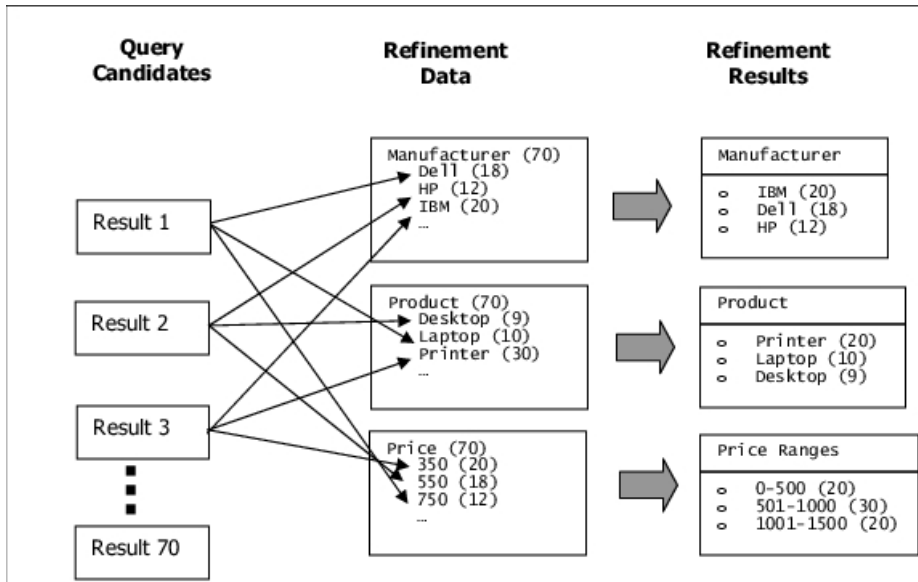 Query
Candidates
Refinement
Data
Refinement
Results
Result 1
Result 2
Result 3
Result 70
Manufacturer (70)
Dell (18)
HP (12)
IBM (20)
…
Product (70)
Desktop (9)
Laptop (10)
Printer (30)
…
Price (70)
350 (20)
550 (18)
750 (12)
…
Manufacturer
o IBM (20)
o Dell (18)
o HP (12)
Product
o Printer (20)
o Laptop (10)
o Desktop (9)
Price Ranges
o 0-500 (20)
o 501-1000 (30)
o 1001-1500 (20)